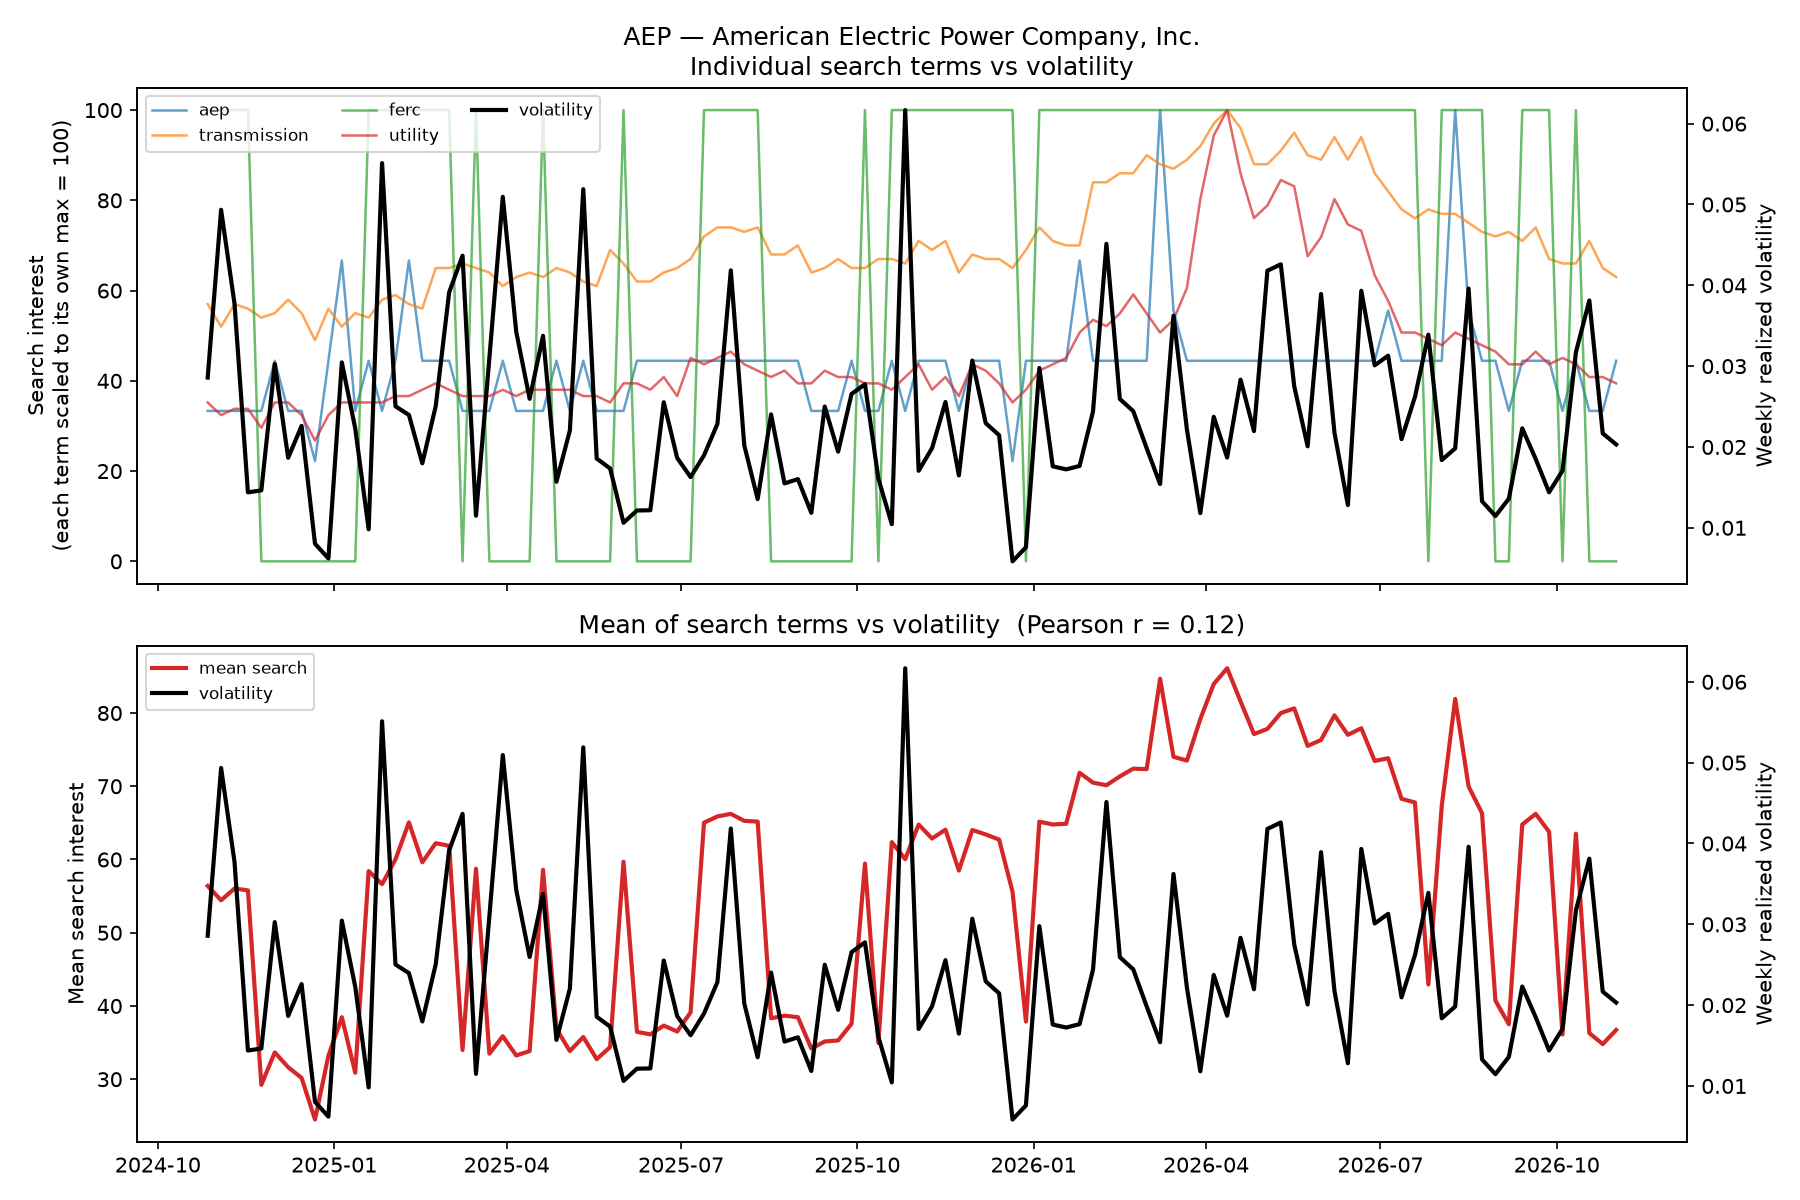 AEP — American Electric Power Company, Inc.
Individual search terms vs volatility
aep
transmission
ferc
utility
volatility
Search interest
(each term scaled to its own max = 100)
100
80
60
40
20
0
0.06
0.05
0.04
0.03
0.02
0.01
Weekly realized volatility
Mean of search terms vs volatility  (Pearson r = 0.12)
mean search
volatility
Mean search interest
80
70
60
50
40
30
0.06
0.05
0.04
0.03
0.02
0.01
Weekly realized volatility
2024-10
2025-01
2025-04
2025-07
2025-10
2026-01
2026-04
2026-07
2026-10